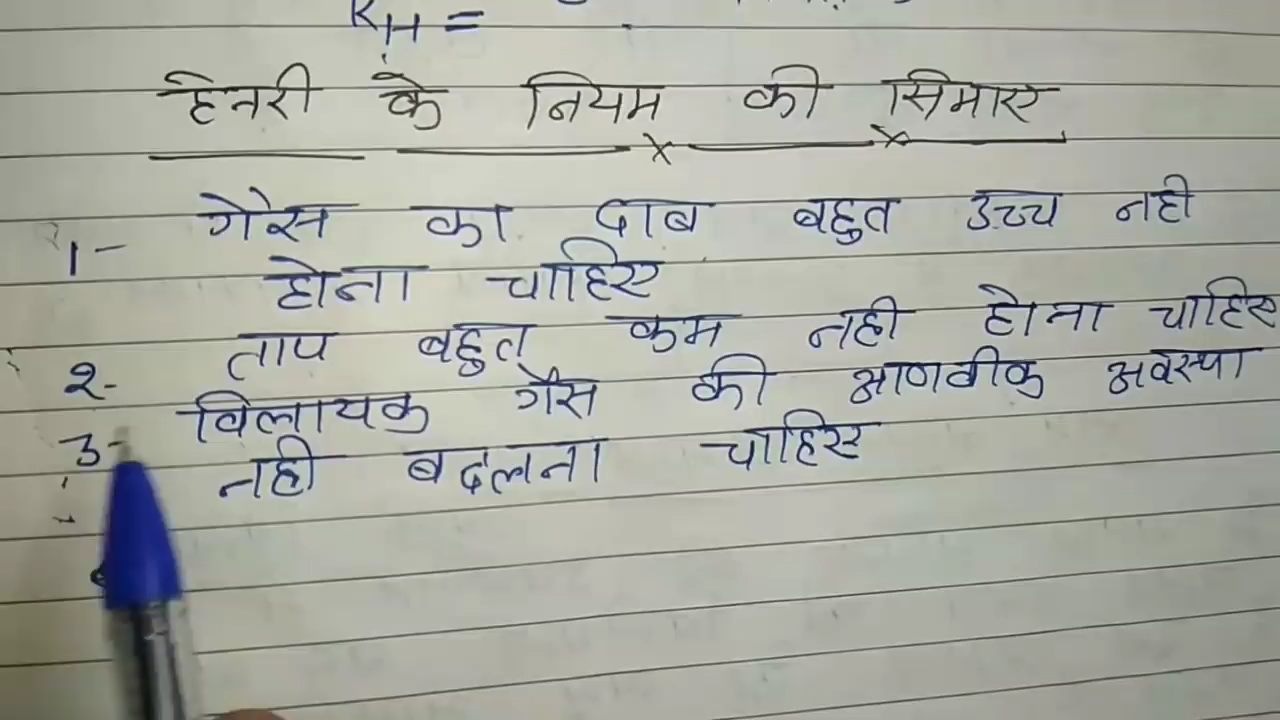 KH =
हेनरी के नियम की सिमाए
1- गैस का दाब बहुत उच्च नही
होना चाहिए
2- ताप बहुत कम नही होना चाहिए
3- विलायक गैस की आणवीक अवस्था
नही बदलना चाहिए